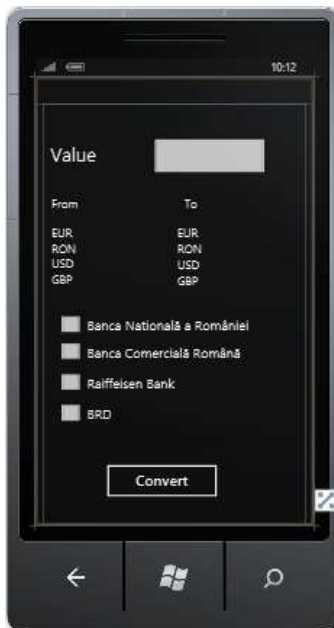 10:12
Value
From To
EUR EUR
RON RON
USD USD
GBP GBP
Banca Natională a României
Banca Comercială Română
Raiffeisen Bank
BRD
Convert